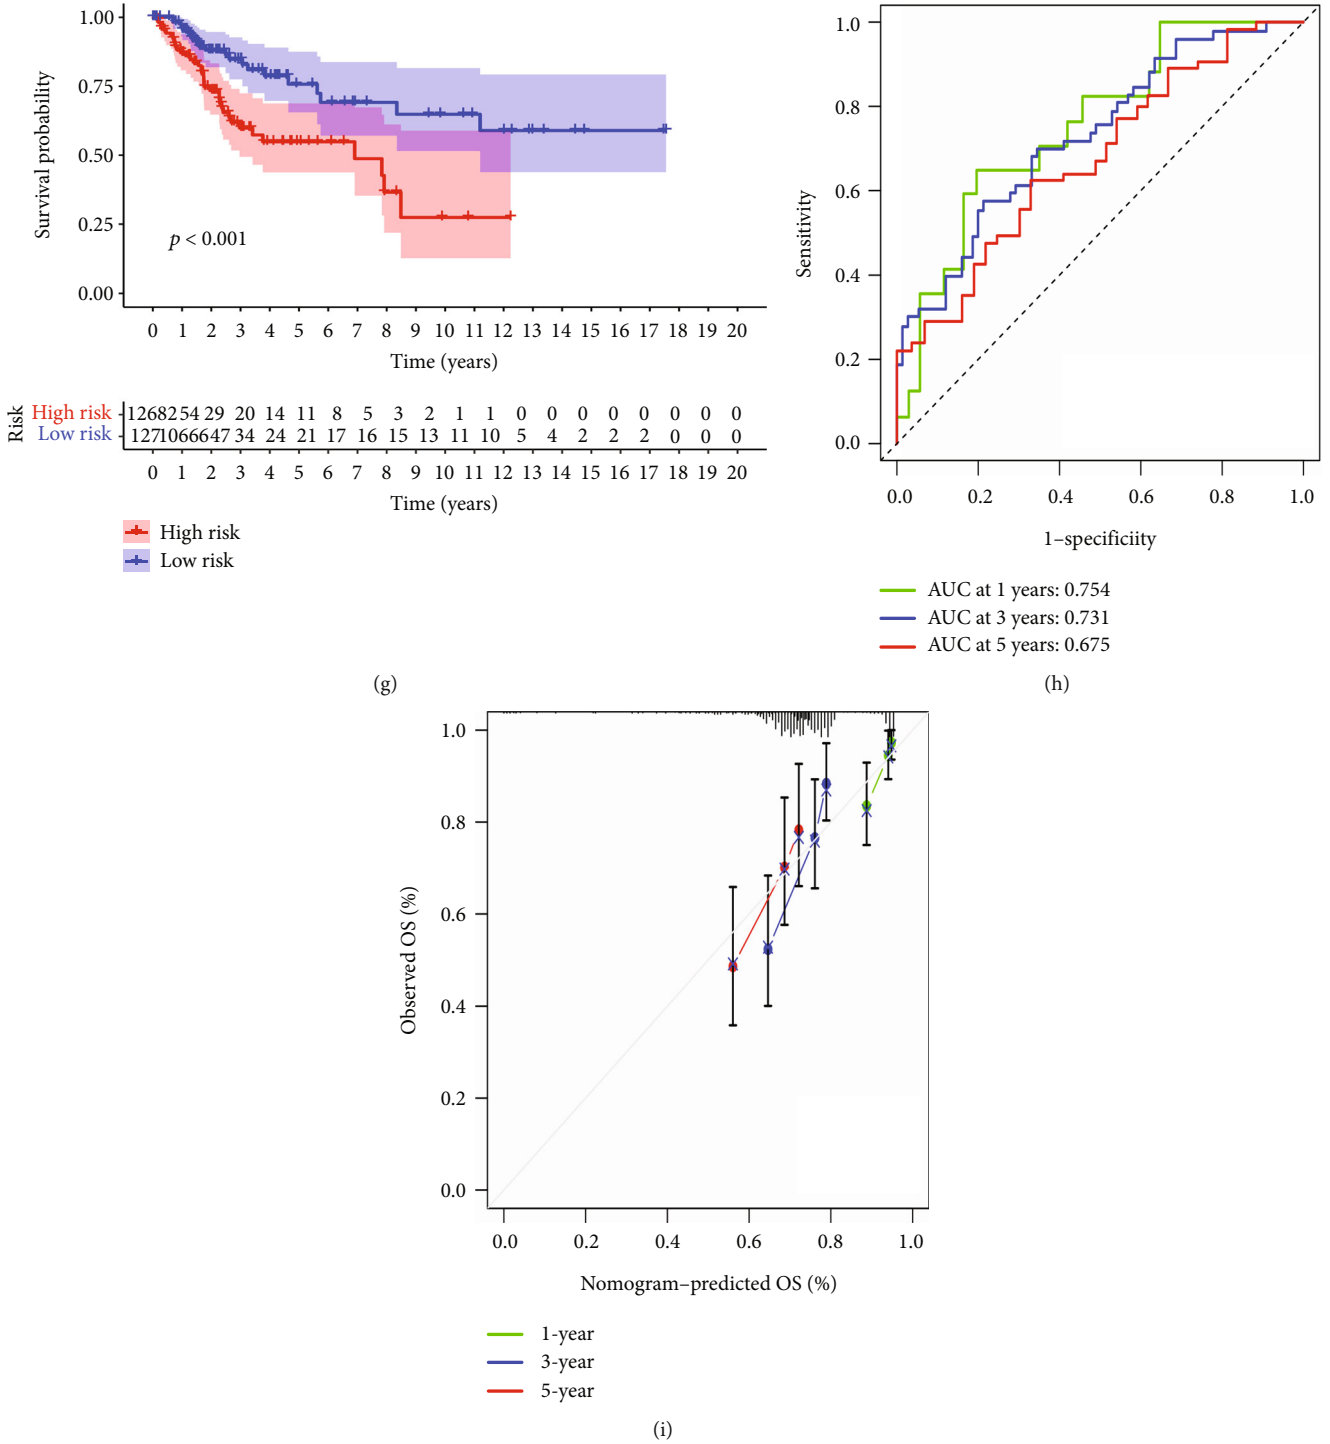 1.00
0.75
0.50
0.25
0.00
Survival probability
p < 0.001
0 1 2 3 4 5 6 7 8 9 10 11 12 13 14 15 16 17 18 19 20
Time (years)
Risk
High risk 126 82 54 29 20 14 11 8 5 3 2 1 1 0 0 0 0 0 0 0
Low risk 127 106 66 47 34 24 21 17 16 15 13 11 10 5 4 2 2 2 0 0 0
0 1 2 3 4 5 6 7 8 9 10 11 12 13 14 15 16 17 18 19 20
Time (years)
High risk
Low risk
(g)
1.0
0.8
0.6
0.4
0.2
0.0
Sensitivity
0.0 0.2 0.4 0.6 0.8 1.0
1–specificiity
AUC at 1 years: 0.754
AUC at 3 years: 0.731
AUC at 5 years: 0.675
(h)
1.0
0.8
0.6
0.4
0.2
0.0
Observed OS (%)
0.0 0.2 0.4 0.6 0.8 1.0
Nomogram–predicted OS (%)
1-year
3-year
5-year
(i)